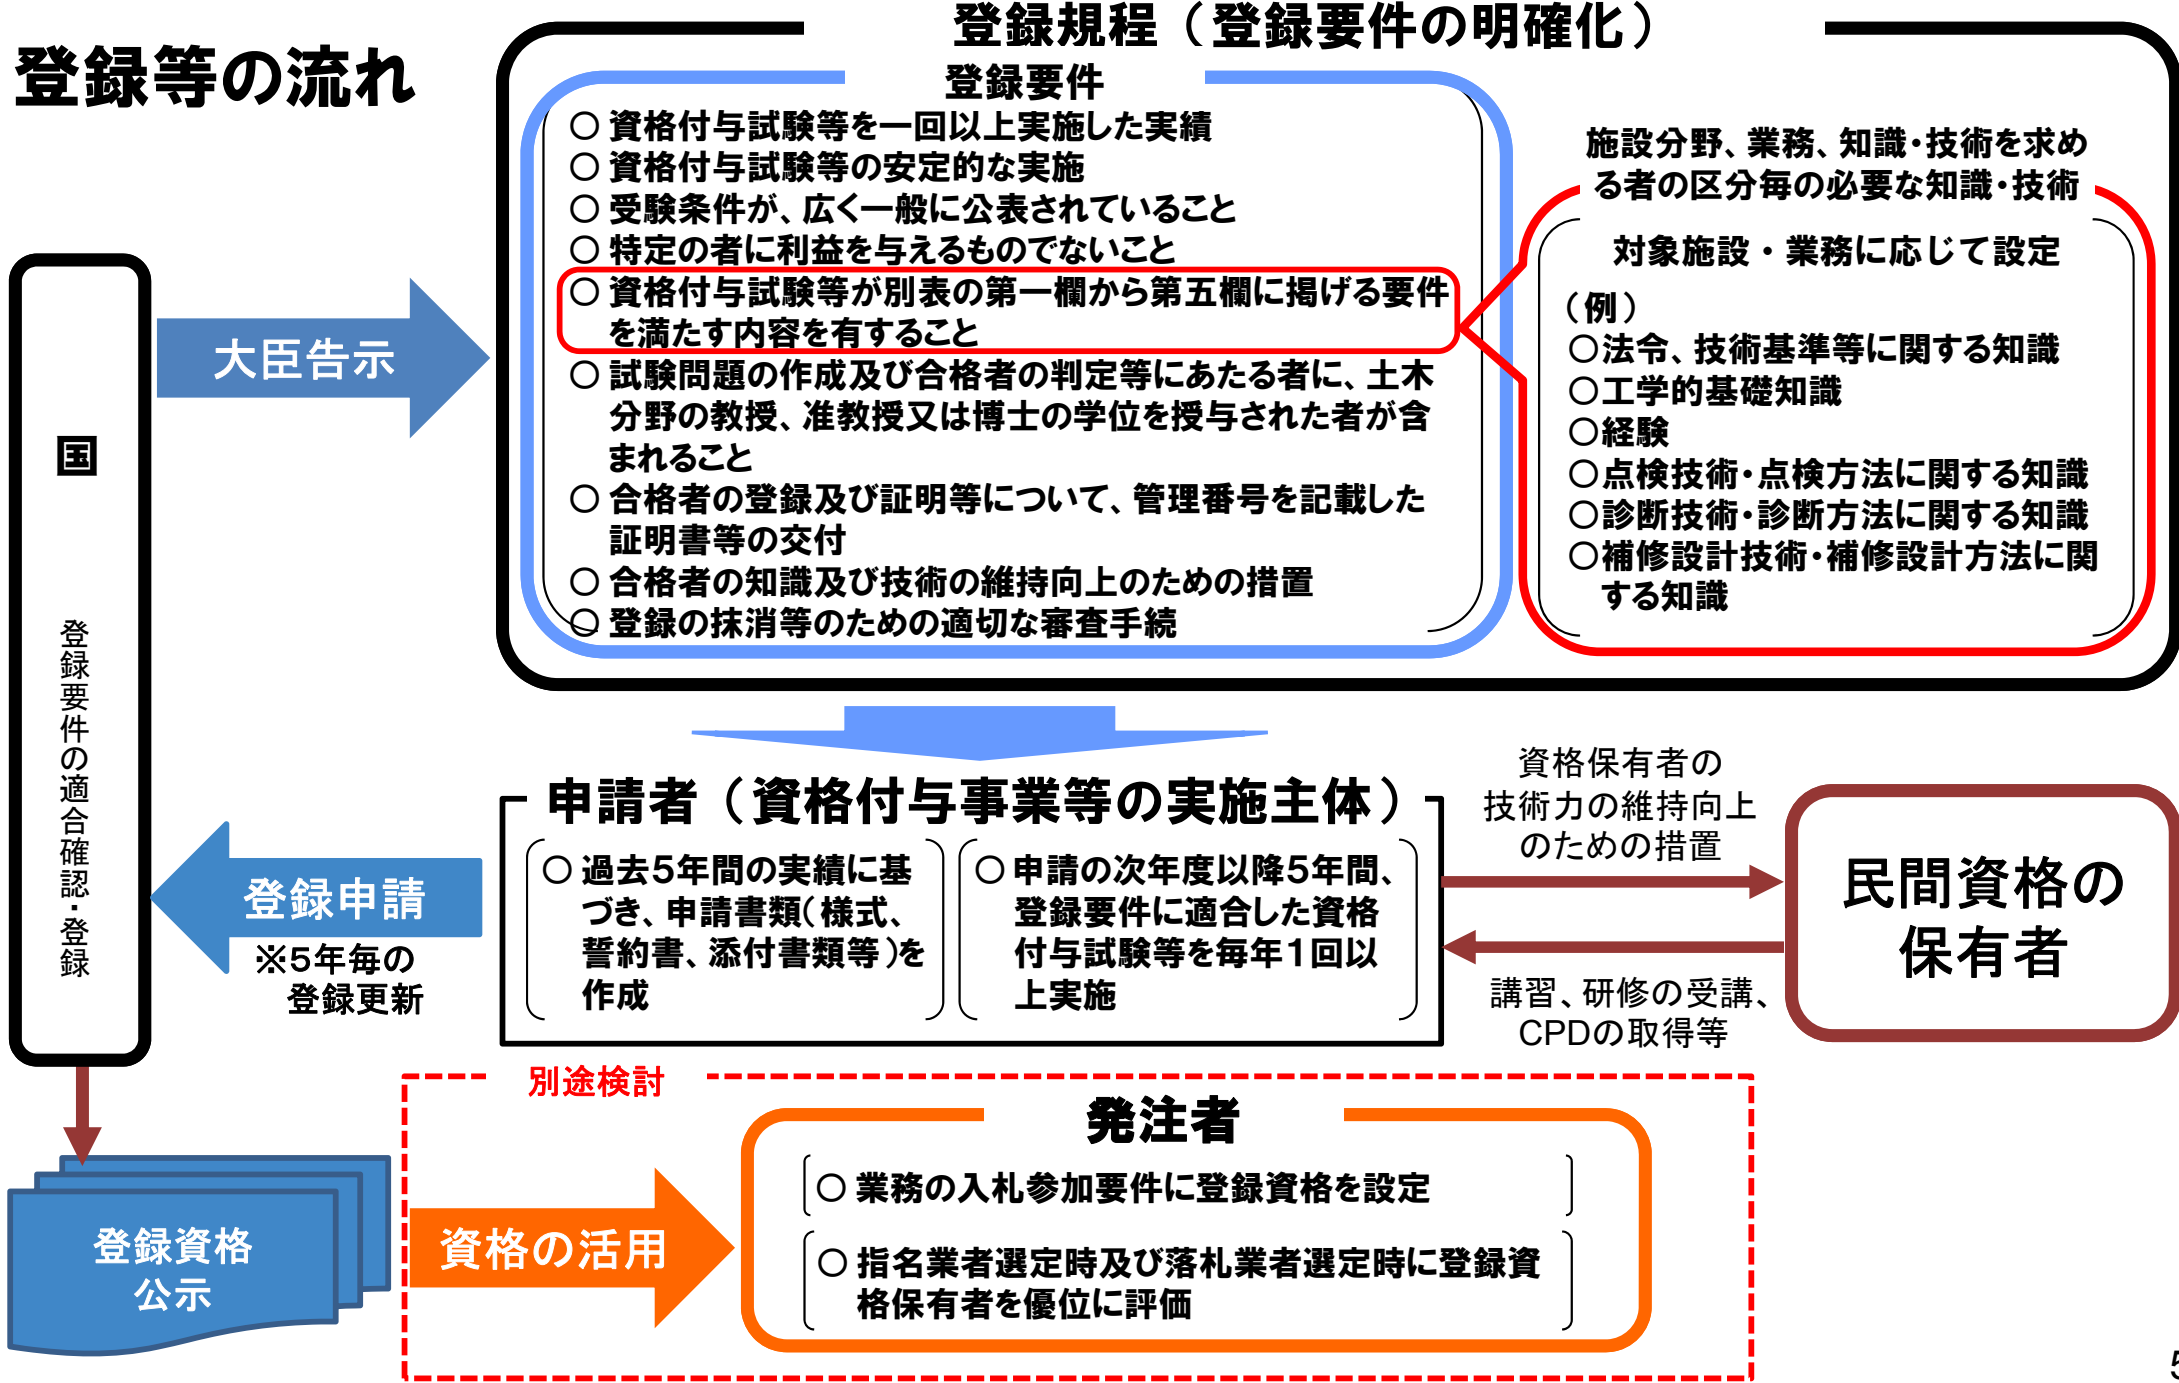 登録等の流れ
登録規程（登録要件の明確化）
登録要件
○ 資格付与試験等を一回以上実施した実績
○ 資格付与試験等の安定的な実施
○ 受験条件が、広く一般に公表されていること
○ 特定の者に利益を与えるものでないこと
○ 資格付与試験等が別表の第一欄から第五欄に掲げる要件
を満たす内容を有すること
○ 試験問題の作成及び合格者の判定等にあたる者に、土木
分野の教授、准教授又は博士の学位を授与された者が含
まれること
○ 合格者の登録及び証明等について、管理番号を記載した
証明書等の交付
○ 合格者の知識及び技術の維持向上のための措置
○ 登録の抹消等のための適切な審査手続
施設分野、業務、知識・技術を求め
る者の区分毎の必要な知識・技術
対象施設・業務に応じて設定
（例）
○法令、技術基準等に関する知識
○工学的基礎知識
○経験
○点検技術・点検方法に関する知識
○診断技術・診断方法に関する知識
○補修設計技術・補修設計方法に関
する知識
国
登録要件の適合確認・登録
大臣告示
申請者（資格付与事業等の実施主体）
○ 過去５年間の実績に基
づき、申請書類（様式、
誓約書、添付書類等）を
作成
○ 申請の次年度以降５年間、
登録要件に適合した資格
付与試験等を毎年１回以
上実施
登録申請
※５年毎の
登録更新
資格保有者の
技術力の維持向上
のための措置
講習、研修の受講、
CPDの取得等
民間資格の
保有者
別途検討
発注者
○ 業務の入札参加要件に登録資格を設定
○ 指名業者選定時及び落札業者選定時に登録資
格保有者を優位に評価
資格の活用
登録資格
公示
5